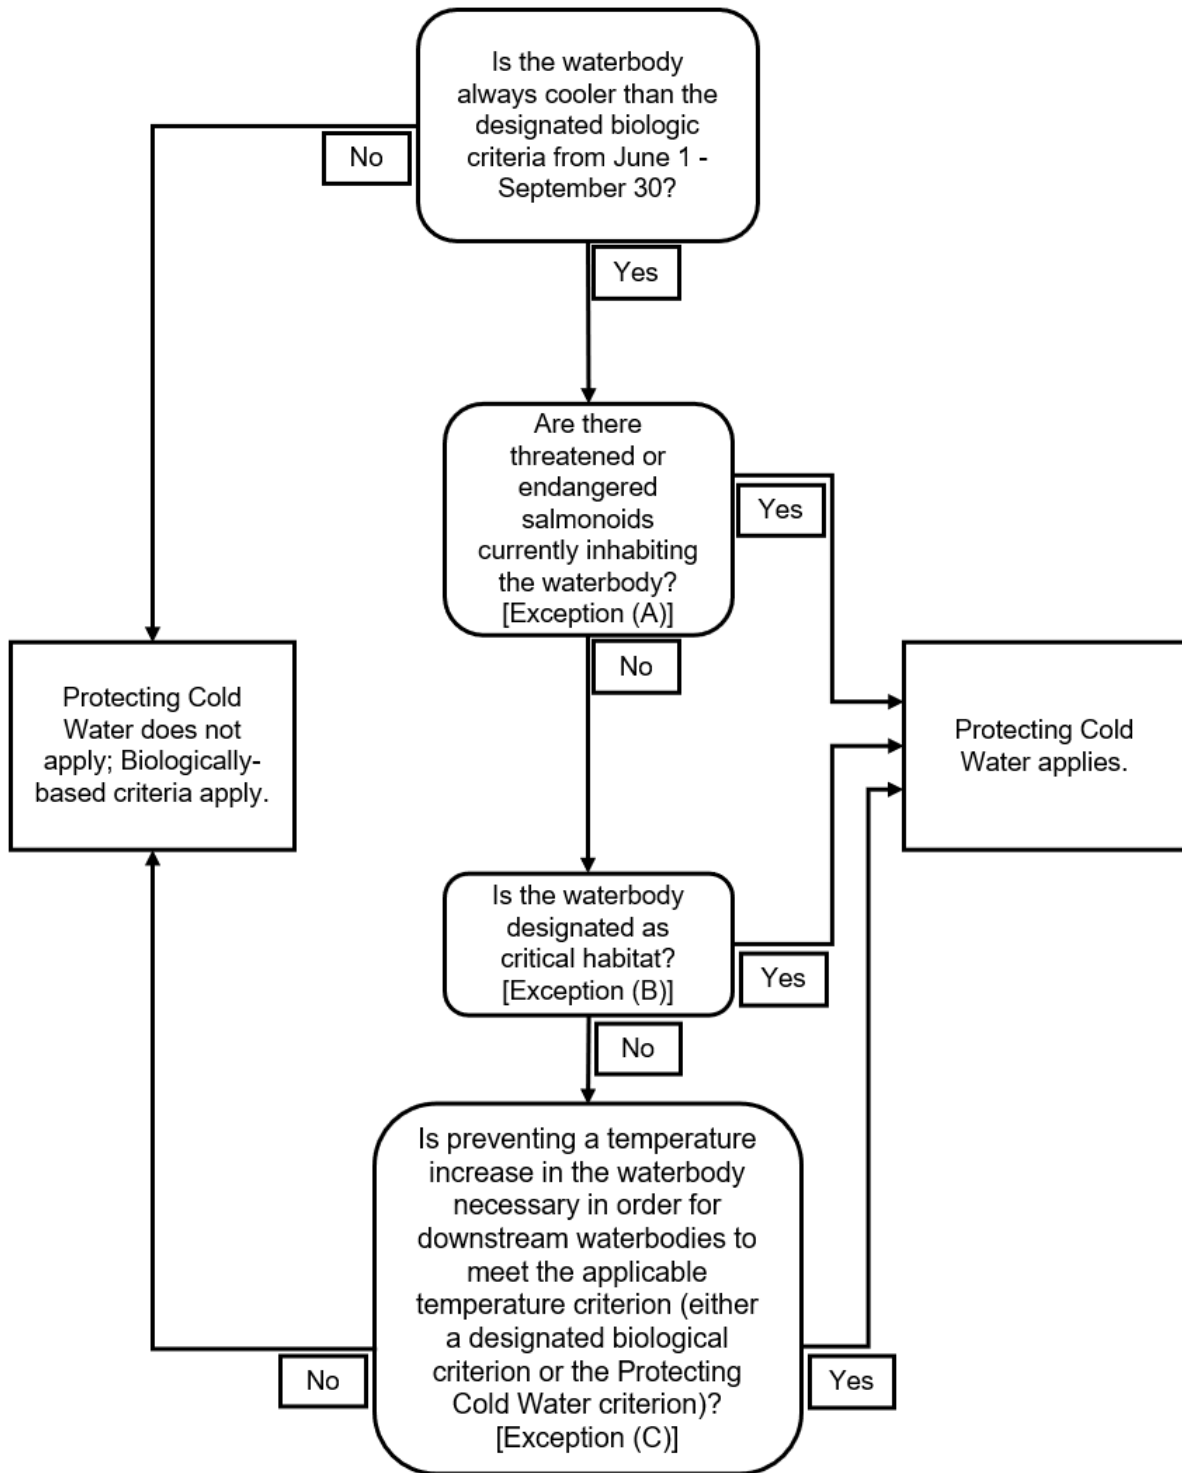 Is the waterbody
always cooler than the
designated biologic
criteria from June 1 -
September 30?
No
Yes
Are there
threatened or
endangered
salmonoids
currently inhabiting
the waterbody?
[Exception (A)]
Yes
No
Protecting Cold
Water does not
apply; Biologically-
based criteria apply.
Protecting Cold
Water applies.
Is the waterbody
designated as
critical habitat?
[Exception (B)]
Yes
No
Is preventing a temperature
increase in the waterbody
necessary in order for
downstream waterbodies to
meet the applicable
temperature criterion (either
a designated biological
criterion or the Protecting
Cold Water criterion)?
[Exception (C)]
No
Yes